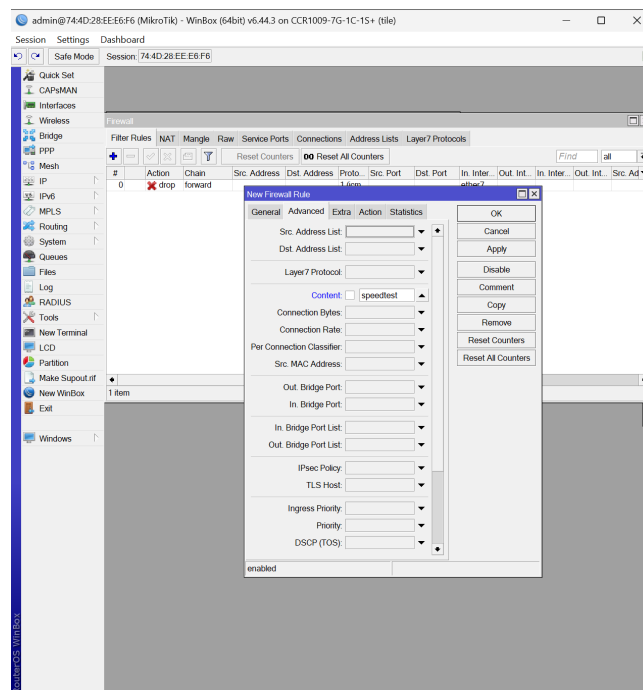 admin@74:4D:28:EE:E6:F6 (MikroTik) - WinBox (64bit) v6.44.3 on CCR1009-7G-1C-1S+ (tile)
Session Settings Dashboard
Safe Mode Session: 74:4D:28:EE:E6:F6
Quick Set
CAPsMAN
Interfaces
Wireless
Bridge
PPP
Mesh
IP
IPv6
MPLS
Routing
System
Queues
Files
Log
RADIUS
Tools
New Terminal
LCD
Partition
Make Supout.rif
New WinBox
Exit
Windows
RouterOS WinBox
Firewall
Filter Rules NAT Mangle Raw Service Ports Connections Address Lists Layer7 Protocols
Reset Counters 00 Reset All Counters Find all
# Action Chain Src. Address Dst. Address Proto... Src. Port Dst. Port In. Inter... Out. Int... In. Inter... Out. Int... Src. Ad
0 drop forward 1 (icm... ether7
1 item
New Firewall Rule
General Advanced Extra Action Statistics
Src. Address List:
Dst. Address List:
Layer7 Protocol:
Content: speedtest
Connection Bytes:
Connection Rate:
Per Connection Classifier:
Src. MAC Address:
Out. Bridge Port:
In. Bridge Port:
In. Bridge Port List:
Out. Bridge Port List:
IPsec Policy:
TLS Host:
Ingress Priority:
Priority:
DSCP (TOS):
OK
Cancel
Apply
Disable
Comment
Copy
Remove
Reset Counters
Reset All Counters
enabled